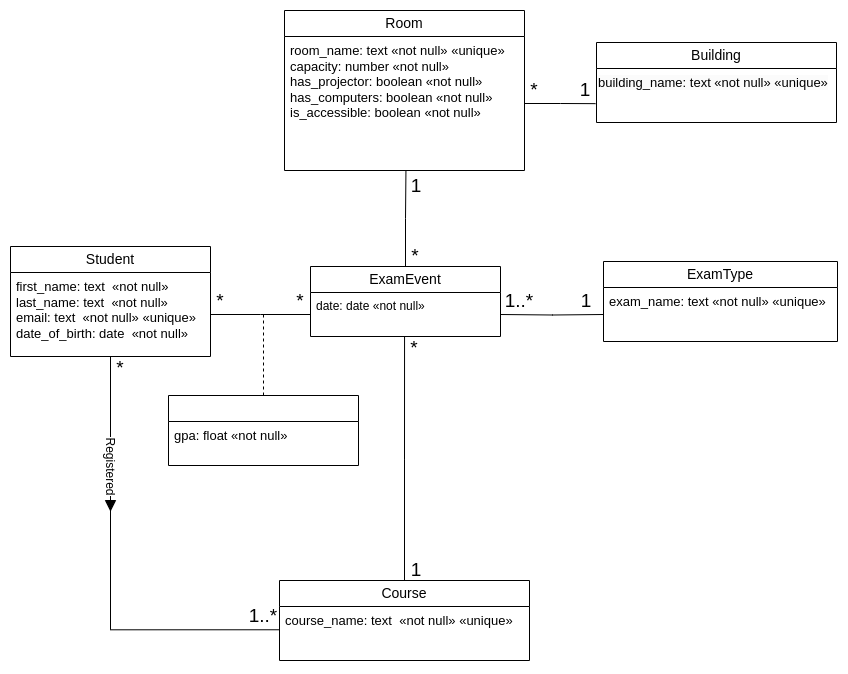 Room
room_name: text «not null» «unique»
capacity: number «not null»
has_projector: boolean «not null»
has_computers: boolean «not null»
is_accessible: boolean «not null»
Building
building_name: text «not null» «unique»
* 1
1
*
Student
first_name: text «not null»
last_name: text «not null»
email: text «not null» «unique»
date_of_birth: date «not null»
* *
ExamEvent
date: date «not null»
1..* 1
ExamType
exam_name: text «not null» «unique»
*
*
gpa: float «not null»
Registered
1
1..*
Course
course_name: text «not null» «unique»